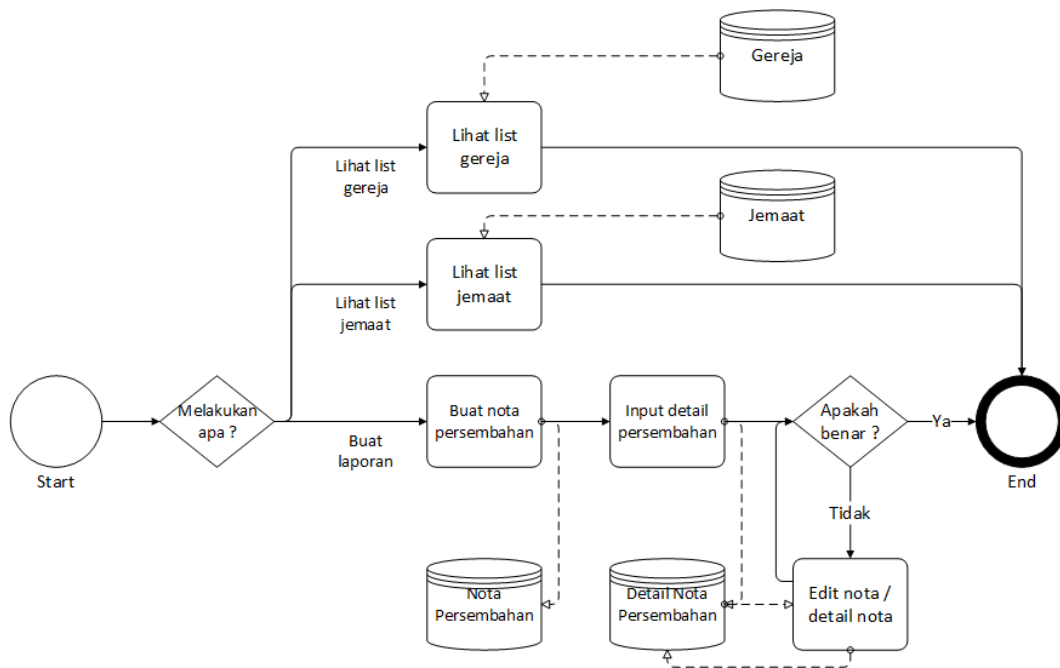 Gereja
Lihat list
gereja
Lihat list
gereja
Jemaat
Lihat list
jemaat
Lihat list
jemaat
Melakukan
apa ?
Buat nota
persembahan
Input detail
persembahan
Apakah
benar ?
Ya
Buat
laporan
Start
End
Tidak
Nota
Persembahan
Detail Nota
Persembahan
Edit nota /
detail nota